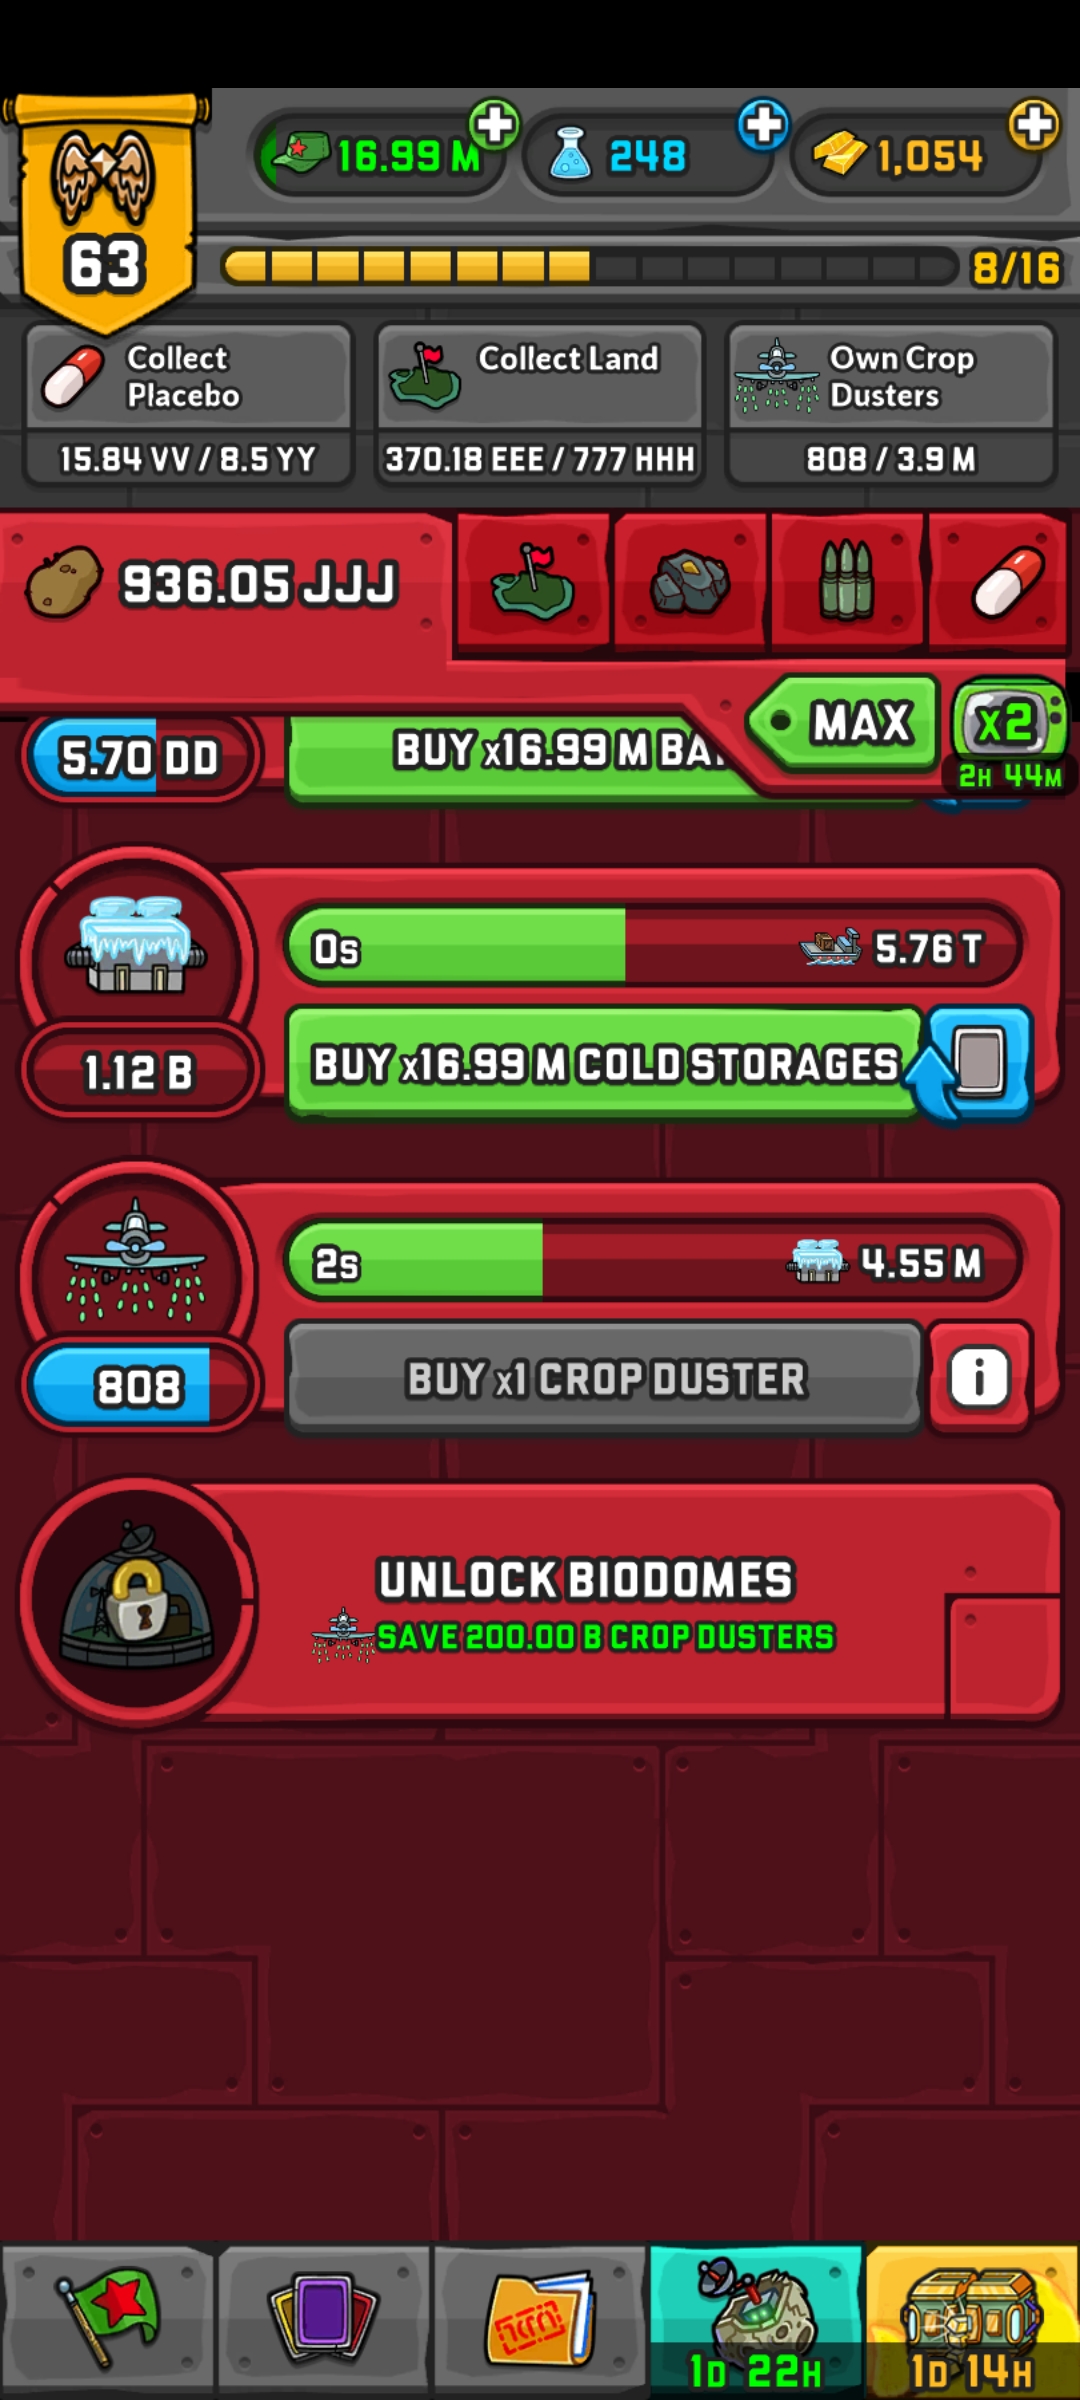 16.99 M
248
1,054
63
8/16
Collect
Placebo
15.84 VV / 8.5 YY
Collect Land
370.18 EEE / 777 HHH
Own Crop
Dusters
808 / 3.9 M
936.05 JJJ
MAX
x2
2H 44M
5.70 DD
BUY x16.99 M
0s
5.76 T
1.12 B
BUY x16.99 M COLD STORAGES
2s
4.55 M
808
BUY x1 CROP DUSTER
i
UNLOCK BIODOMES
SAVE 200.00 B CROP DUSTERS
1D 22H
1D 14H